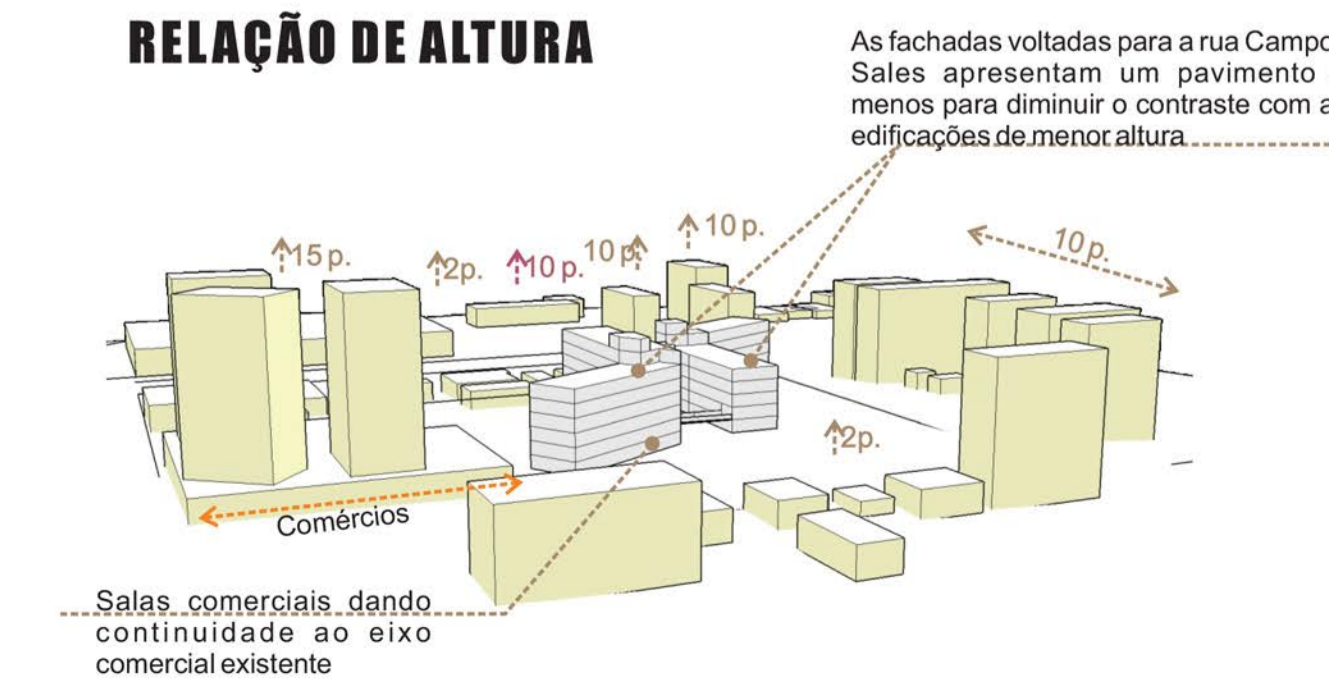 RELAÇÃO DE ALTURA
As fachadas voltadas para a rua Campo
Sales apresentam um pavimento
menos para diminuir o contraste com
edificações de menor altura
15 p.
2p.
10 p.
10 p.
10 p.
10 p.
2p.
Comércios
Salas comerciais dando
continuidade ao eixo
comercial existente